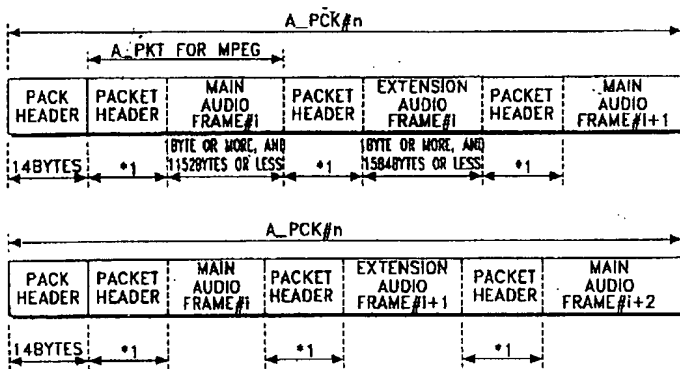 A_PCK#n
A_PKT FOR MPEG
PACK HEADER
PACKET HEADER
MAIN AUDIO FRAME#i
PACKET HEADER
EXTENSION AUDIO FRAME#i
PACKET HEADER
MAIN AUDIO FRAME#i+1
14BYTES
*1
1BYTE OR MORE, AND 1152BYTES OR LESS
*1
1BYTE OR MORE, AND 1584BYTES OR LESS
*1
A_PCK#n
PACK HEADER
PACKET HEADER
MAIN AUDIO FRAME#i
PACKET HEADER
EXTENSION AUDIO FRAME#i+1
PACKET HEADER
MAIN AUDIO FRAME#i+2
14BYTES
*1
*1
*1